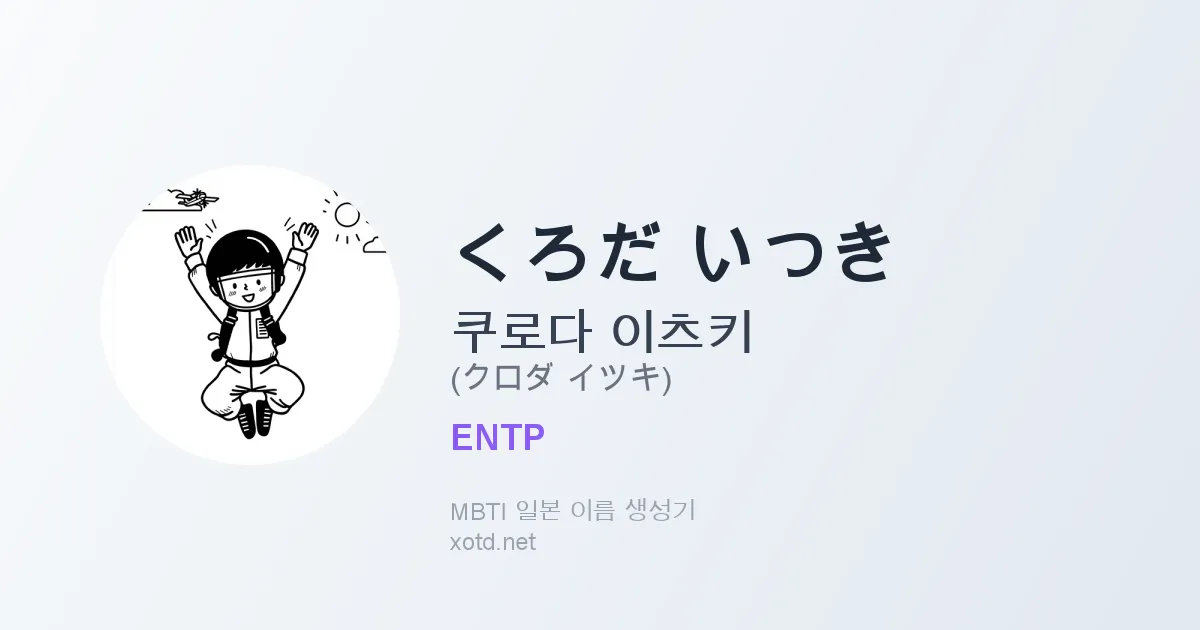 くろだ いつき
쿠로다 이츠키
(クロダ イツキ)
ENTP
MBTI 일본 이름 생성기
xotd.net